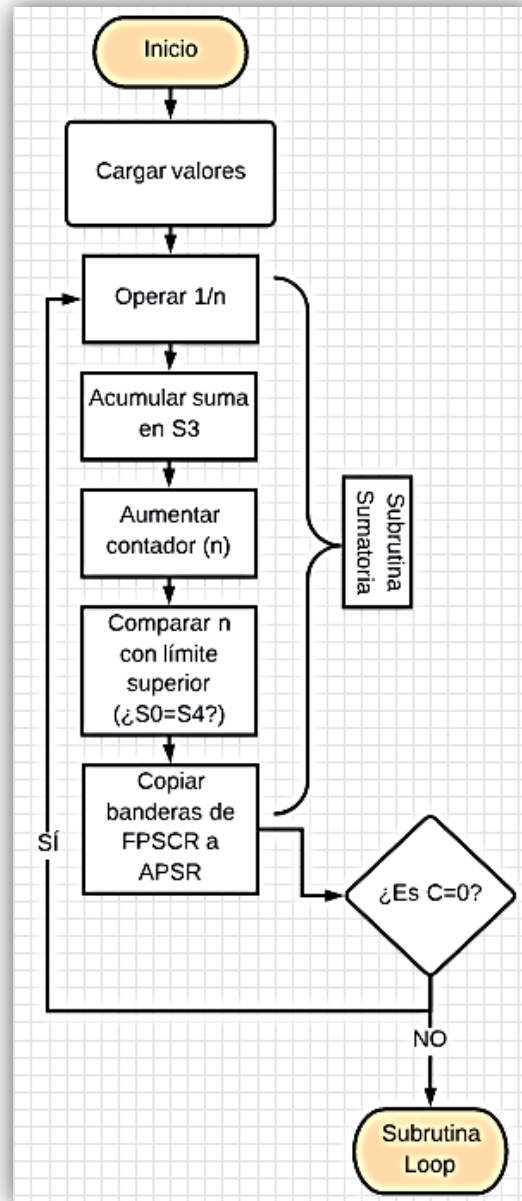 Inicio
Cargar valores
Operar 1/n
Acumular suma
en S3
Aumentar
contador (n)
Comparar n
con límite
superior
(¿S0=S4?)
Copiar
banderas de
FPSCR a
APSR
Subrutina
Sumatoria
¿Es C=0?
SÍ
NO
Subrutina
Loop